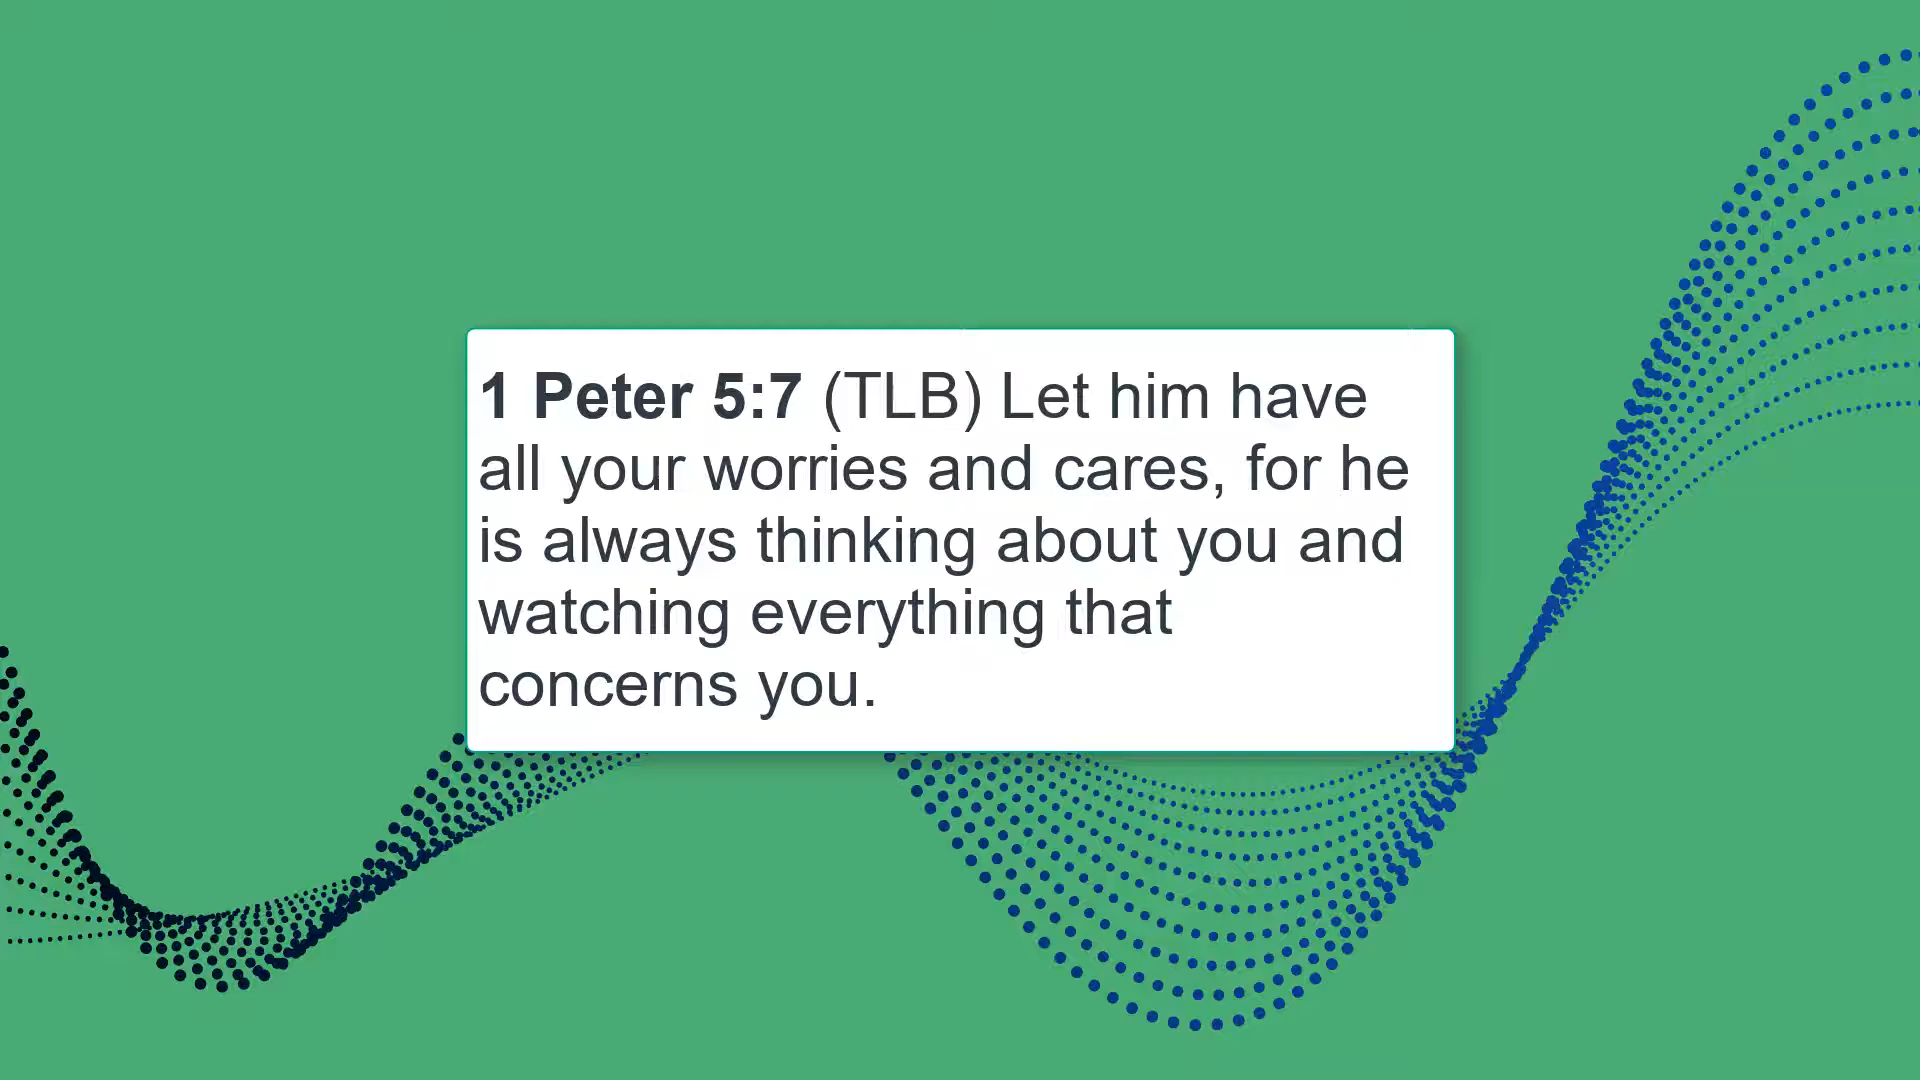 1 Peter 5:7 (TLB) Let him have
all your worries and cares, for he
is always thinking about you and
watching everything that
concerns you.